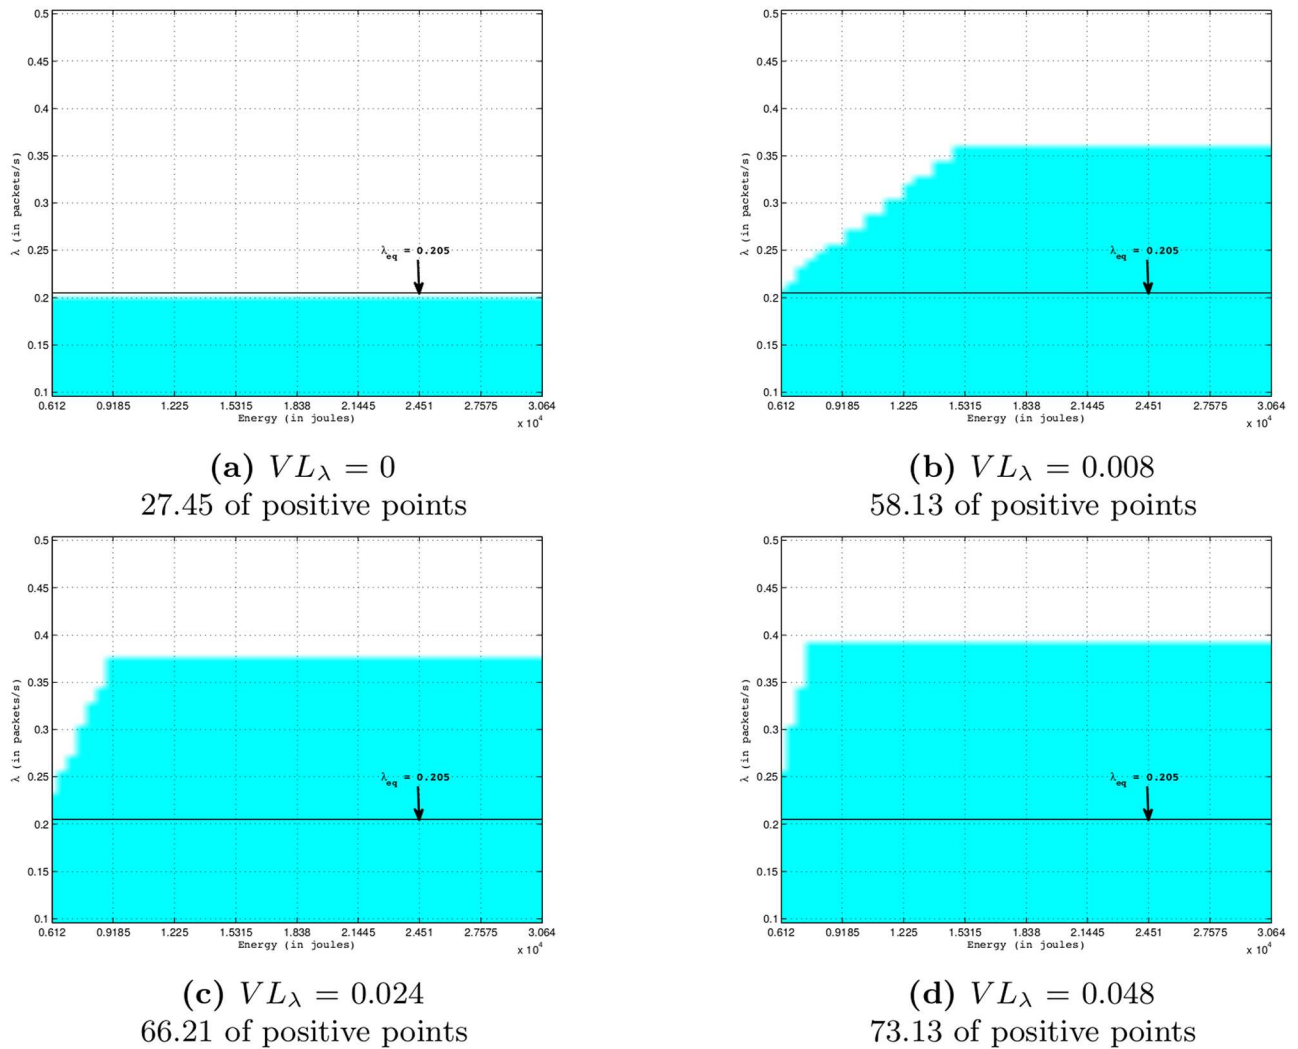 0.5
0.45
0.4
0.35
0.3
0.25
0.2
0.15
0.1
λ (in packets/s)
λeq = 0.205
0.612 0.9185 1.225 1.5315 1.838 2.1445 2.451 2.7575 3.064
Energy (in joules)
x 10^4
(a) VLλ = 0
27.45 of positive points
0.5
0.45
0.4
0.35
0.3
0.25
0.2
0.15
0.1
λ (in packets/s)
λeq = 0.205
0.612 0.9185 1.225 1.5315 1.838 2.1445 2.451 2.7575 3.064
Energy (in joules)
x 10^4
(b) VLλ = 0.008
58.13 of positive points
0.5
0.45
0.4
0.35
0.3
0.25
0.2
0.15
0.1
λ (in packets/s)
λeq = 0.205
0.612 0.9185 1.225 1.5315 1.838 2.1445 2.451 2.7575 3.064
Energy (in joules)
x 10^4
(c) VLλ = 0.024
66.21 of positive points
0.5
0.45
0.4
0.35
0.3
0.25
0.2
0.15
0.1
λ (in packets/s)
λeq = 0.205
0.612 0.9185 1.225 1.5315 1.838 2.1445 2.451 2.7575 3.064
Energy (in joules)
x 10^4
(d) VLλ = 0.048
73.13 of positive points